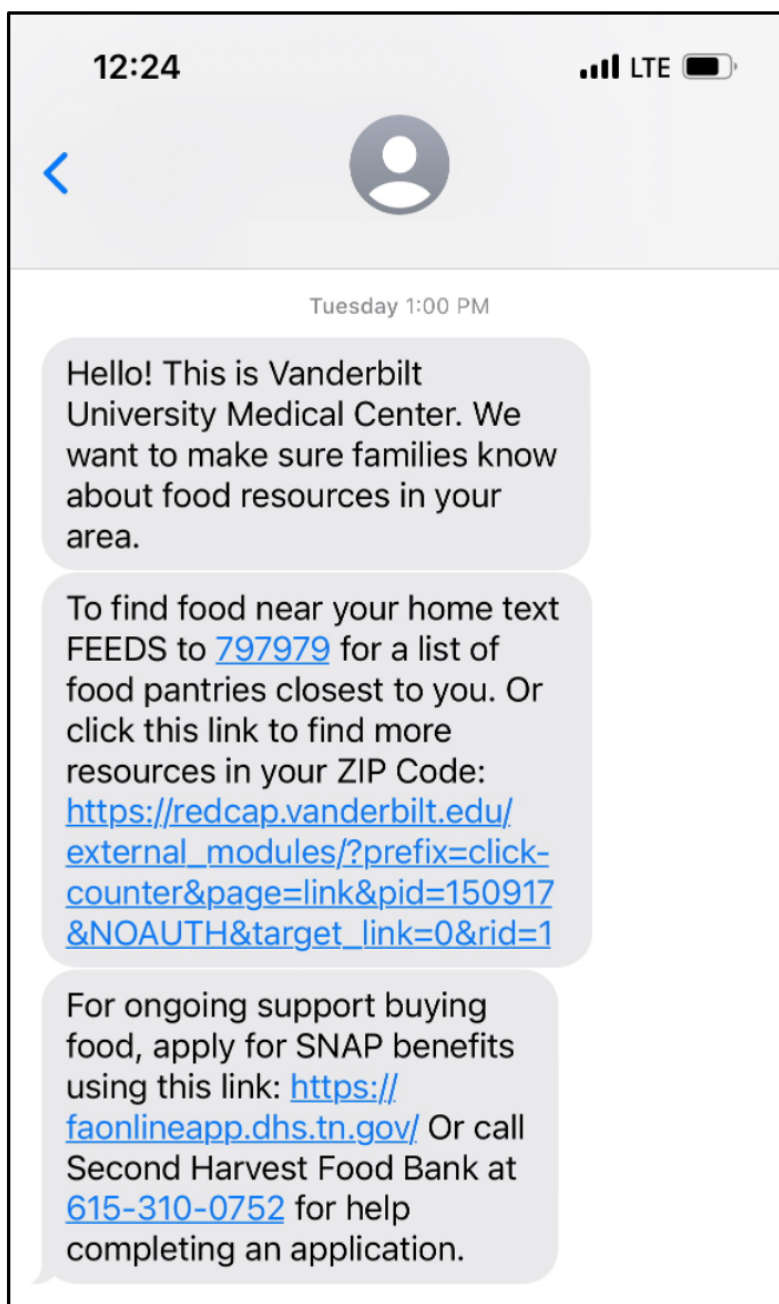 12:24
LTE
Tuesday 1:00 PM
Hello! This is Vanderbilt
University Medical Center. We
want to make sure families know
about food resources in your
area.
To find food near your home text
FEEDS to 797979 for a list of
food pantries closest to you. Or
click this link to find more
resources in your ZIP Code:
https://redcap.vanderbilt.edu/
external_modules/?prefix=click-
counter&page=link&pid=150917
&NOAUTH&target_link=0&rid=1
For ongoing support buying
food, apply for SNAP benefits
using this link: https://
faonlineapp.dhs.tn.gov/ Or call
Second Harvest Food Bank at
615-310-0752 for help
completing an application.